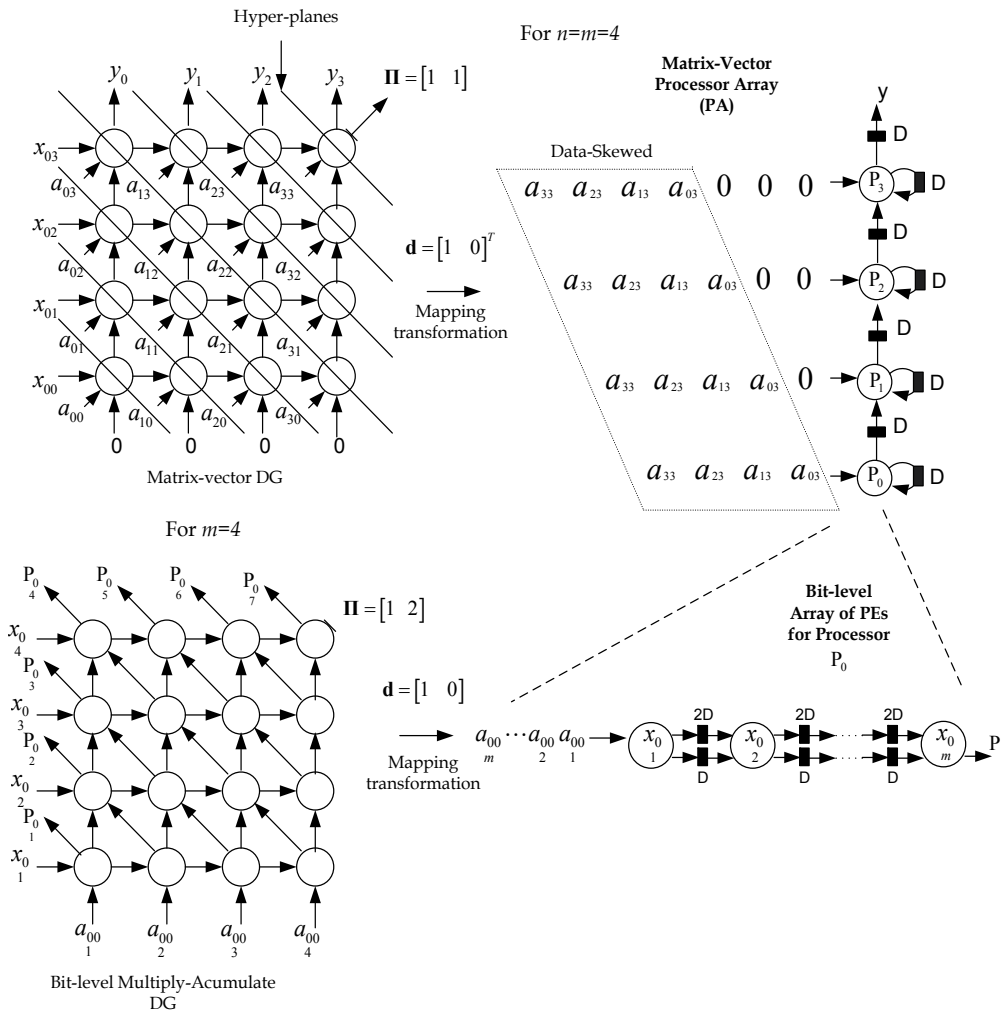 Hyper-planes
For n=m=4
y0 y1 y2 y3
Π = [1 1]
Matrix-Vector
Processor Array
(PA)
y
D
x03
a03 a13 a23 a33
Data-Skewed
a33 a23 a13 a03 0 0 0
P3
D
D
x02
a02 a12 a22 a32
d = [1 0]^T
Mapping
transformation
a33 a23 a13 a03 0 0
P2
D
D
x01
a01 a11 a21 a31
a33 a23 a13 a03 0
P1
D
D
x00
a00 a10 a20 a30
0 0 0 0
a33 a23 a13 a03
P0
D
Matrix-vector DG
For m=4
P0 4 P0 5 P0 6 P0 7
Π = [1 2]
x0 4
P0 3
x0 3
P0 2
x0 2
P0 1
x0 1
a00 1 a00 2 a00 3 a00 4
Bit-level Multiply-Acumulate
DG
d = [1 0]
Mapping
transformation
Bit-level
Array of PEs
for Processor
P0
a00 m ··· a00 2 a00 1
2D 2D 2D
x0 1 x0 2 ······ x0 m
D D D
P